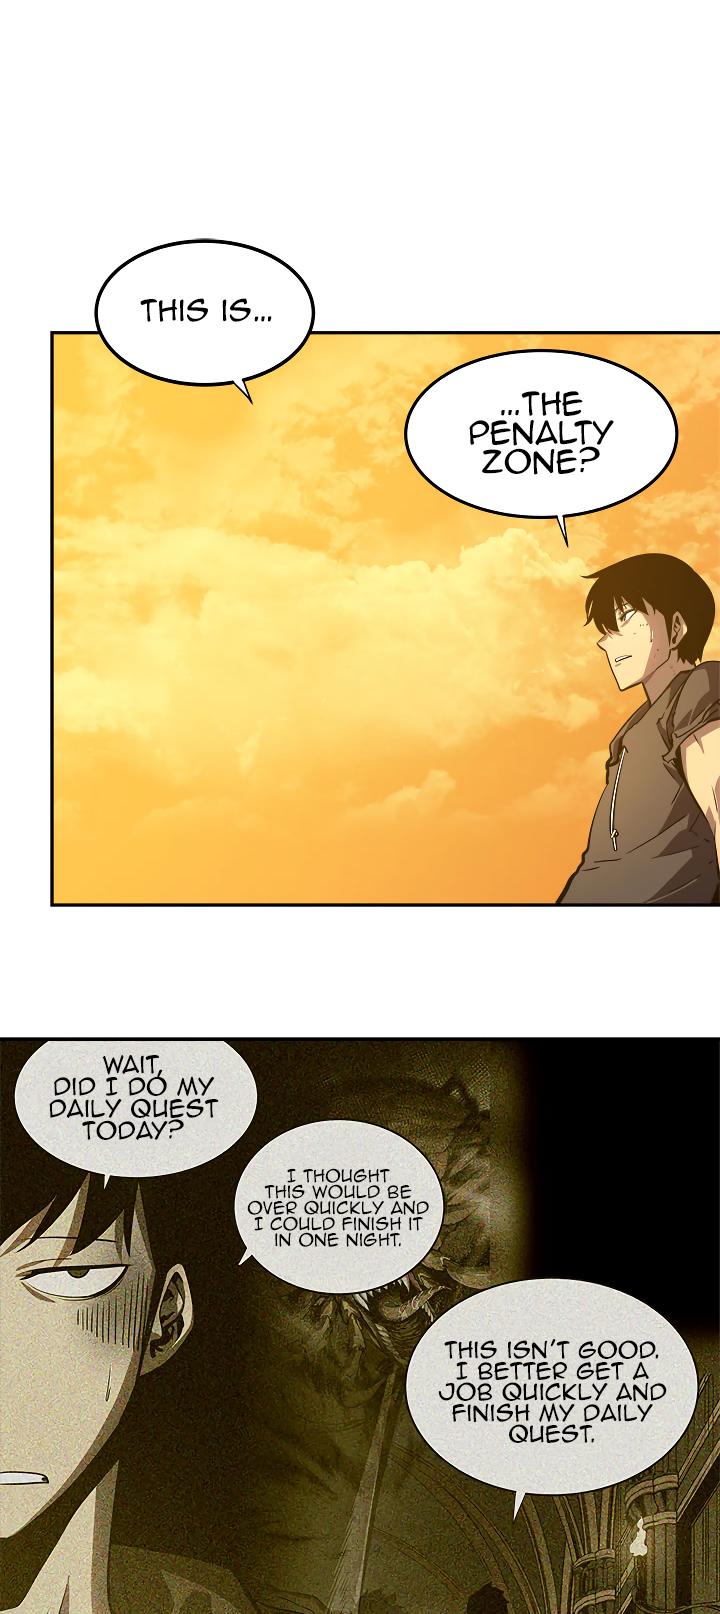 THIS IS...
...THE
PENALTY
ZONE?
WAIT,
DID I DO MY
DAILY QUEST
TODAY?
I THOUGHT
THIS WOULD BE
OVER QUICKLY AND
I COULD FINISH IT
IN ONE NIGHT.
THIS ISN'T GOOD.
I BETTER GET A
JOB QUICKLY AND
FINISH MY DAILY
QUEST.